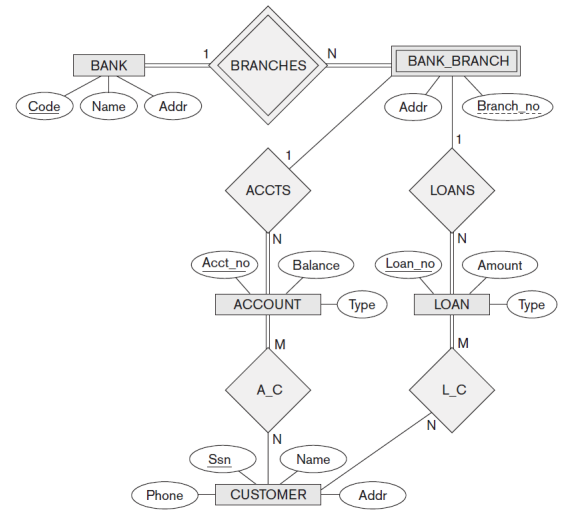 1
N
BANK
BRANCHES
BANK_BRANCH
Code
Name
Addr
Addr
Branch_no
1
1
ACCTS
LOANS
N
N
Acct_no
Balance
Loan_no
Amount
ACCOUNT
Type
LOAN
Type
M
M
A_C
L_C
N
N
Ssn
Name
Phone
CUSTOMER
Addr